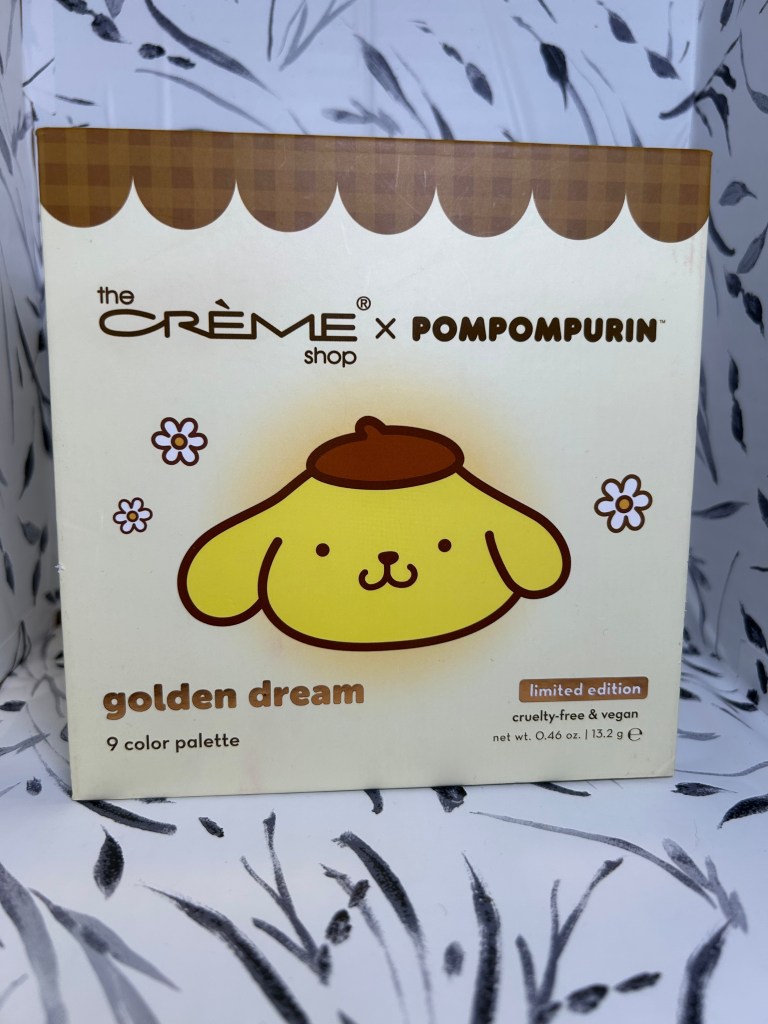 the
CRÈME® x POMPOMPURIN™
shop
golden dream
9 color palette
limited edition
cruelty-free & vegan
net wt. 0.46 oz. | 13.2 g ℮